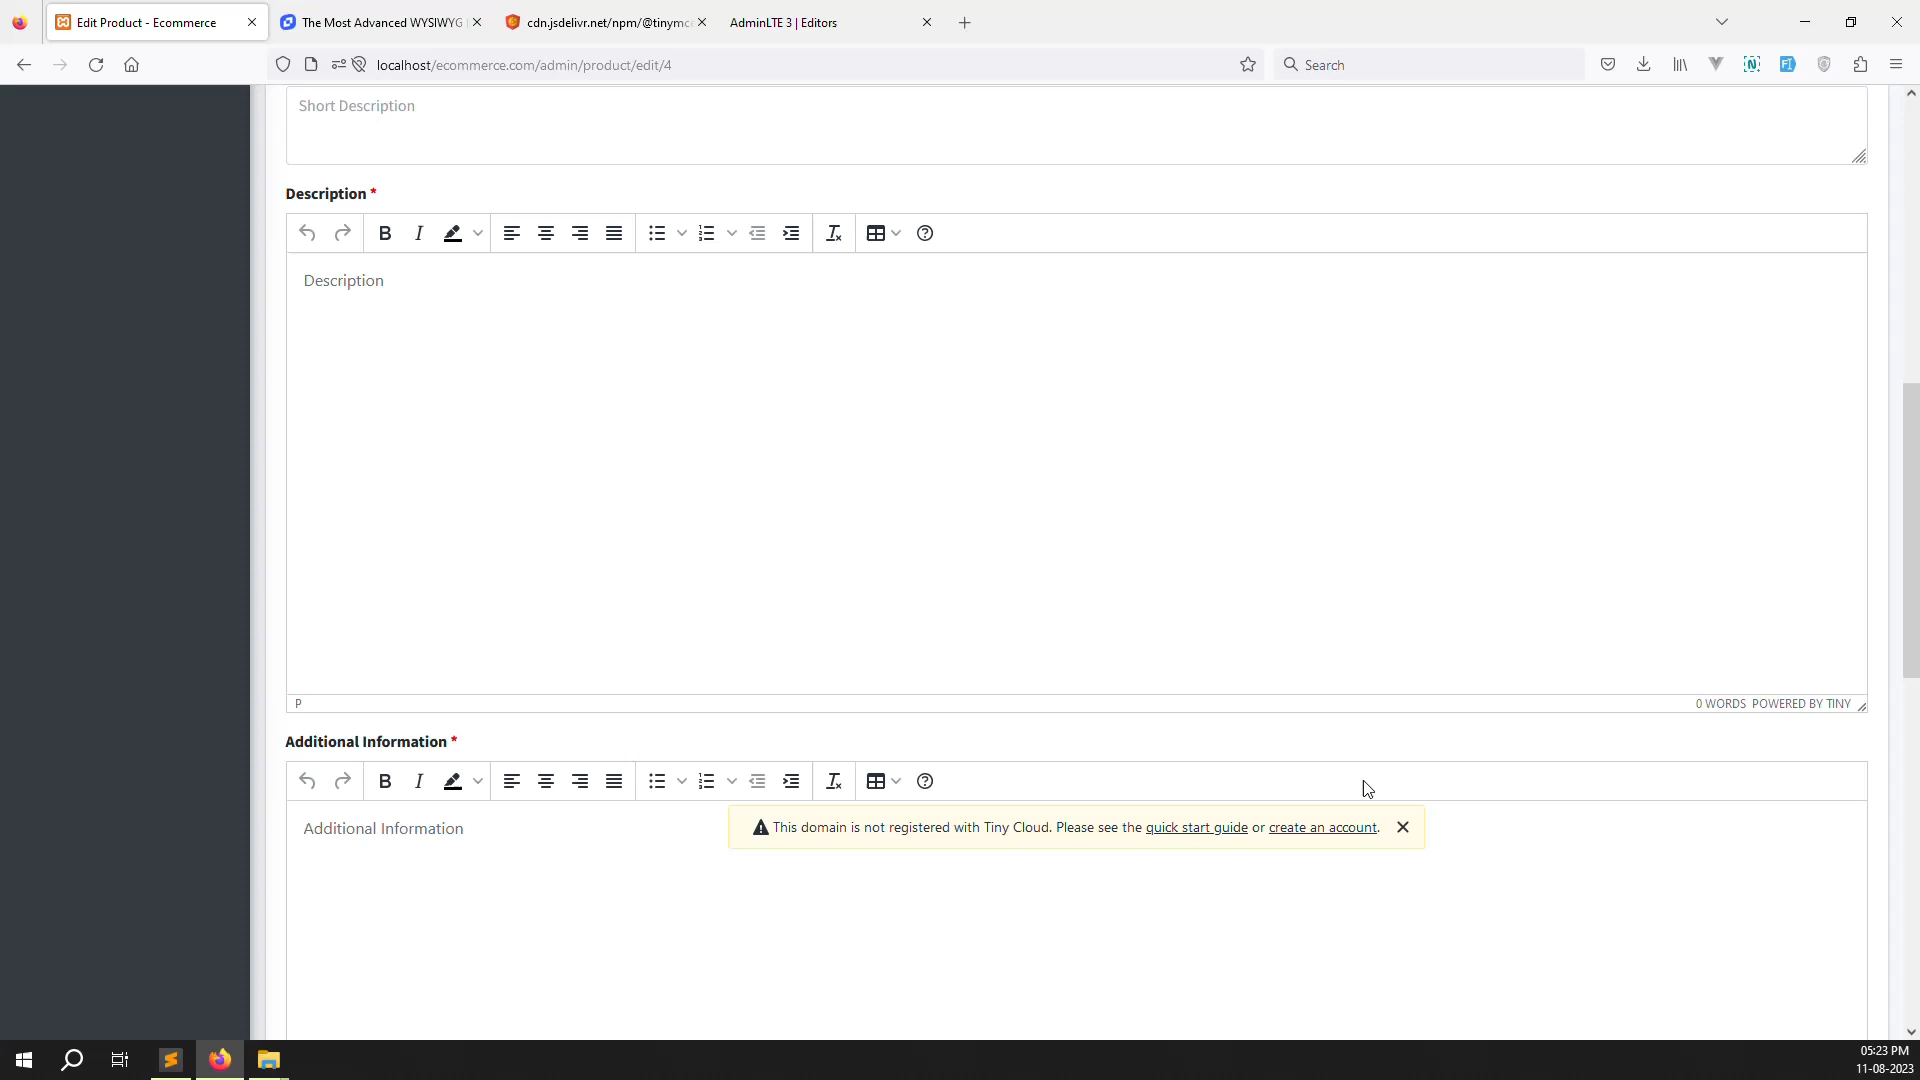 Edit Product - Ecommerce
The Most Advanced WYSIWYG
cdn.jsdelivr.net/npm/@tinymce
AdminLTE 3 | Editors
localhost/ecommerce.com/admin/product/edit/4
Search
Short Description
Description *
Description
P
0 WORDS POWERED BY TINY
Additional Information *
Additional Information
This domain is not registered with Tiny Cloud. Please see the quick start guide or create an account.
05:23 PM
11-08-2023